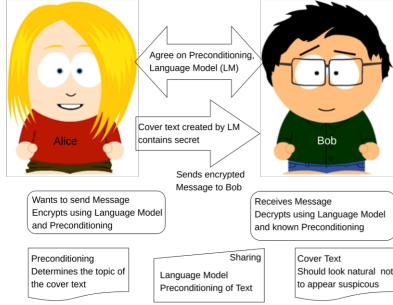 Agree on Preconditioning,
Language Model (LM)
Alice
Bob
Cover text created by LM
contains secret
Sends encrypted
Message to Bob
Wants to send Message
Encrypts using Language Model
and Preconditioning
Receives Message
Decrypts using Language Model
and known Preconditioning
Preconditioning
Determines the topic of
the cover text
Sharing
Language Model
Preconditioning of Text
Cover Text
Should look natural not
to appear suspicous